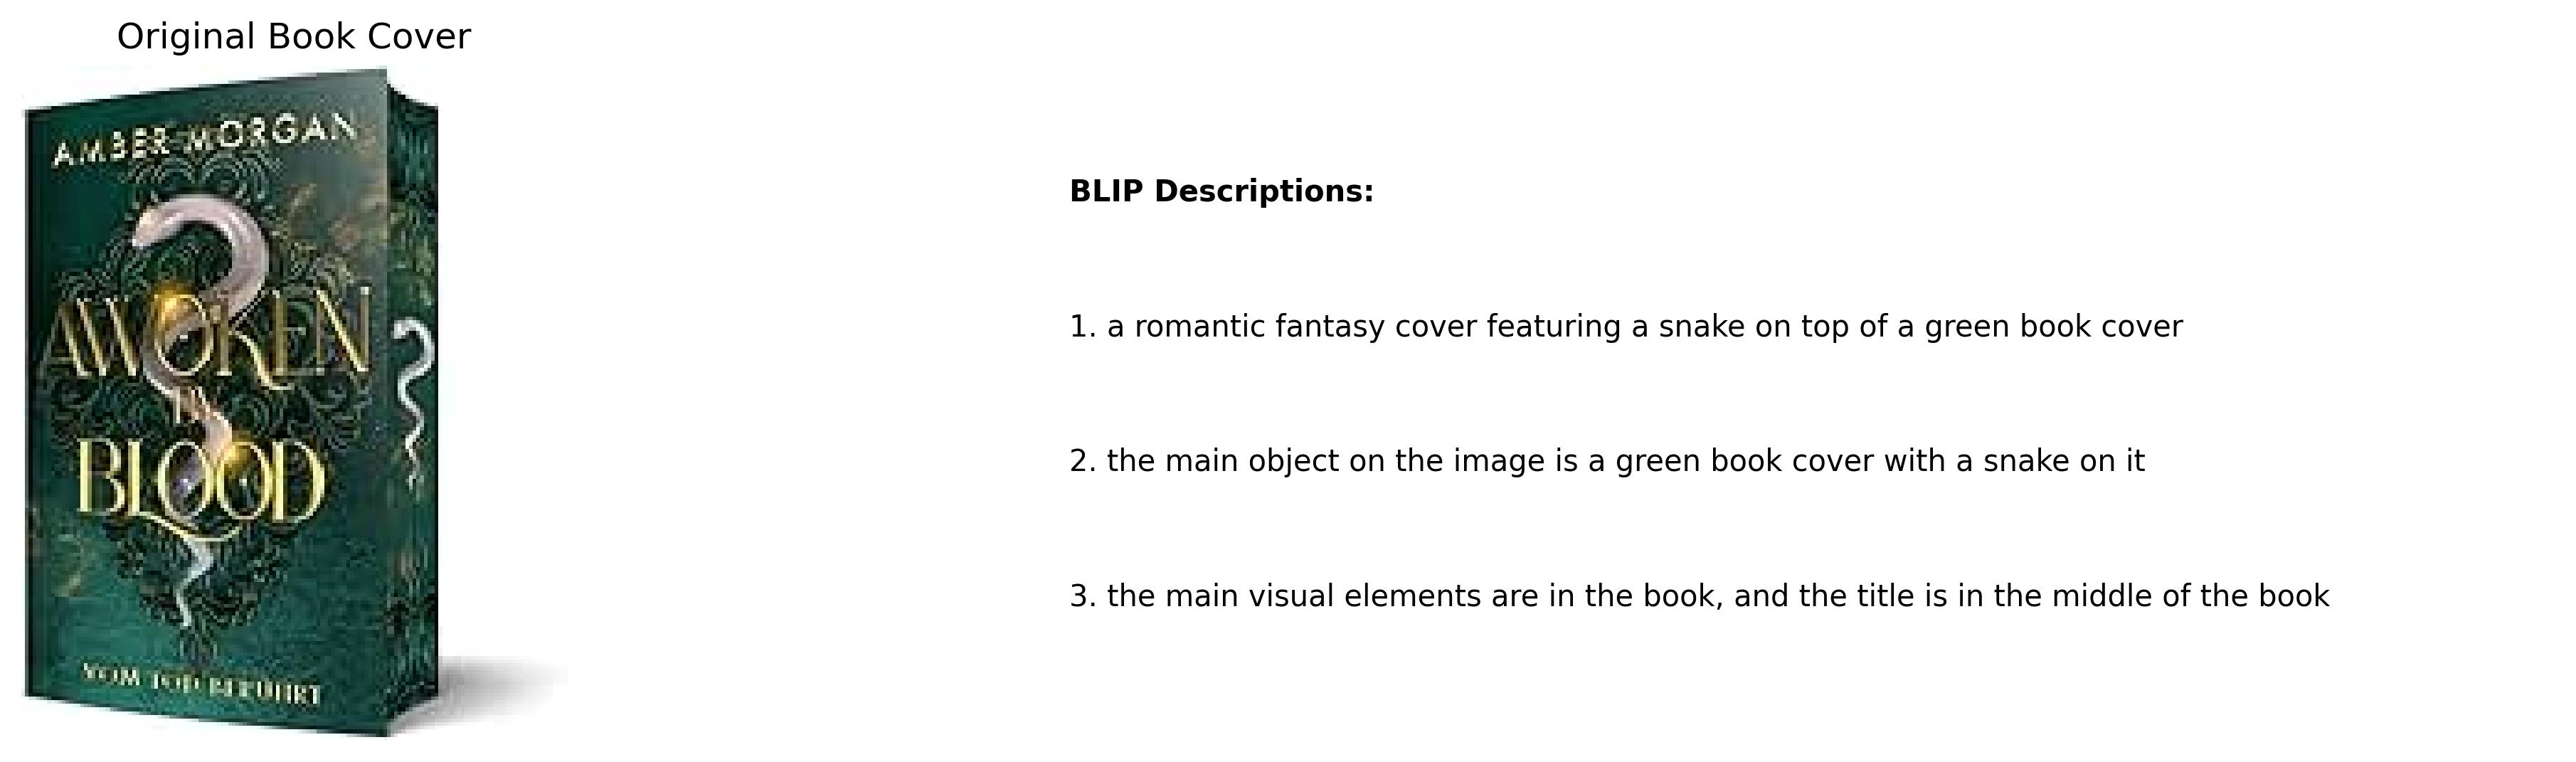 Original Book Cover
AMBER MORGAN
AWOKEN
IN
BLOOD
VOM TOD BERÜHRT
BLIP Descriptions:
1. a romantic fantasy cover featuring a snake on top of a green book cover
2. the main object on the image is a green book cover with a snake on it
3. the main visual elements are in the book, and the title is in the middle of the book